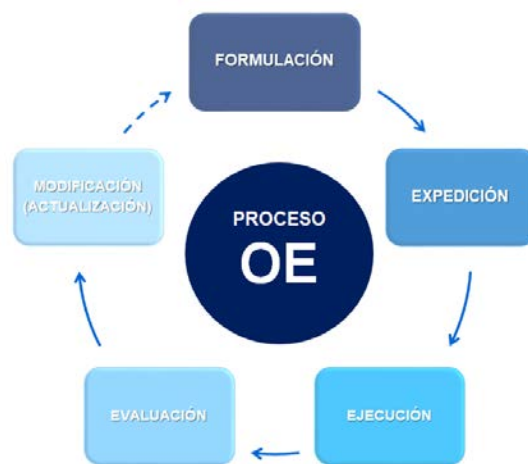 FORMULACIÓN
EXPEDICIÓN
EJECUCIÓN
EVALUACIÓN
MODIFICACIÓN
(ACTUALIZACIÓN)
PROCESO
OE